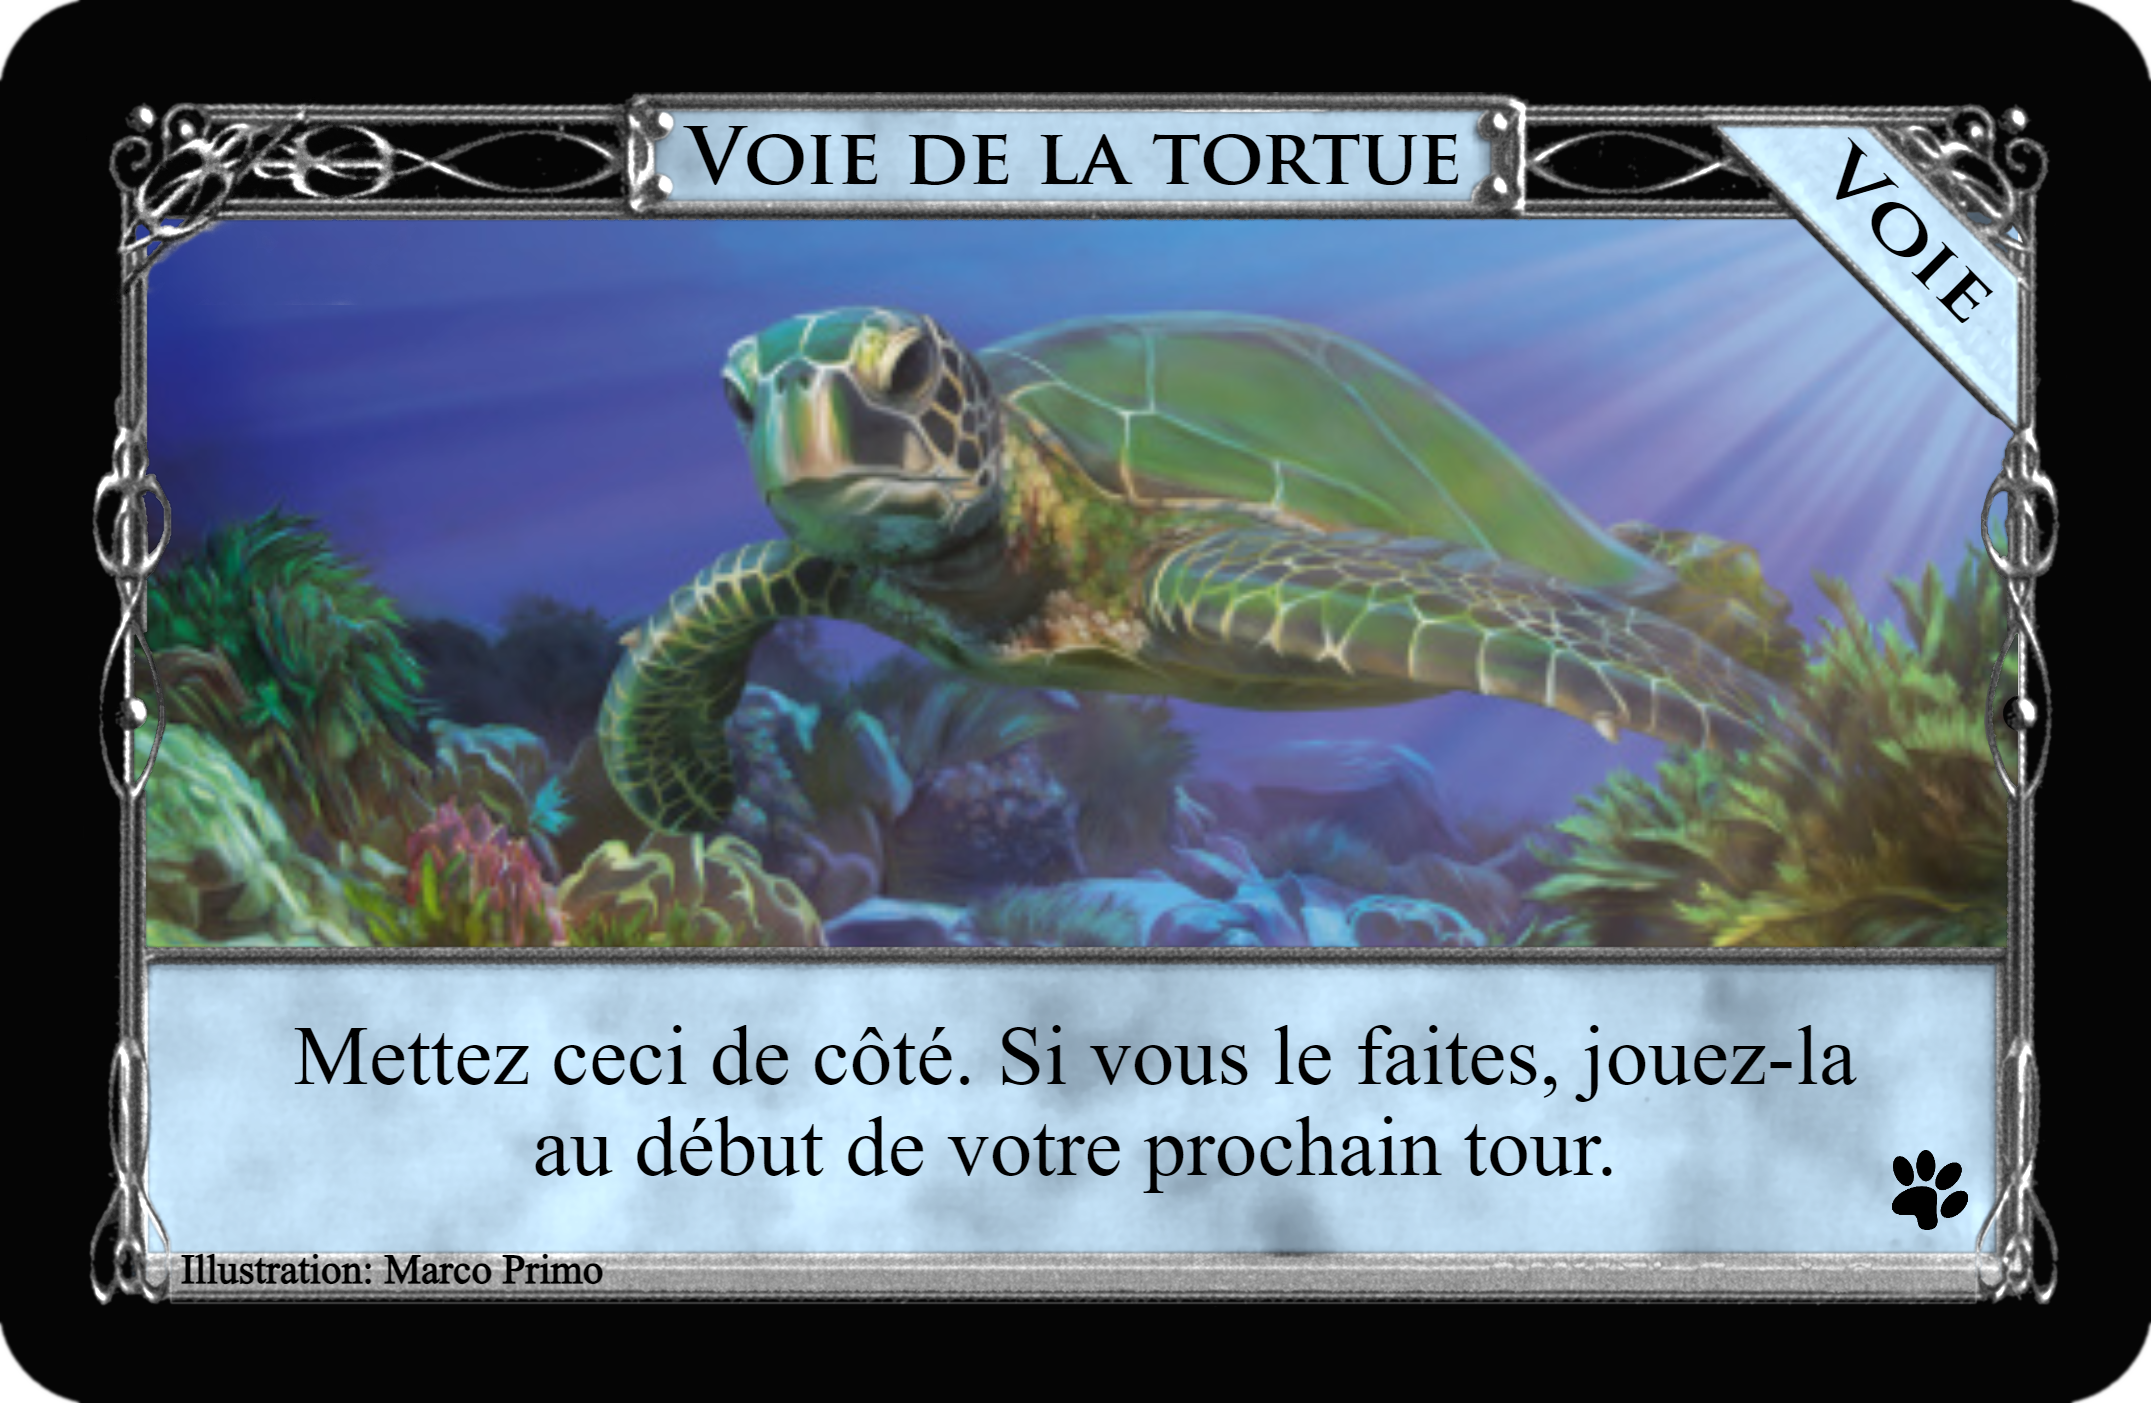 Voie de la tortue
Voie
Mettez ceci de côté. Si vous le faites, jouez-la
au début de votre prochain tour.
Illustration: Marco Primo